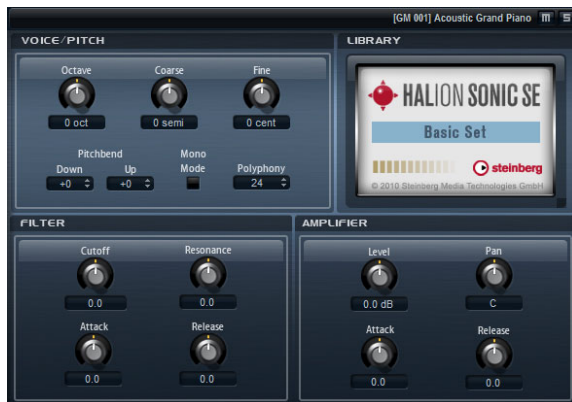 [GM 001] Acoustic Grand Piano M S
VOICE/PITCH
Octave Coarse Fine
0 oct 0 semi 0 cent
Pitchbend
Down Up
+0 +0
Mono
Mode
Polyphony
24
LIBRARY
HALION SONIC SE
Basic Set
steinberg
© 2010 Steinberg Media Technologies GmbH
FILTER
Cutoff Resonance
0.0 0.0
Attack Release
0.0 0.0
AMPLIFIER
Level Pan
0.0 dB C
Attack Release
0.0 0.0